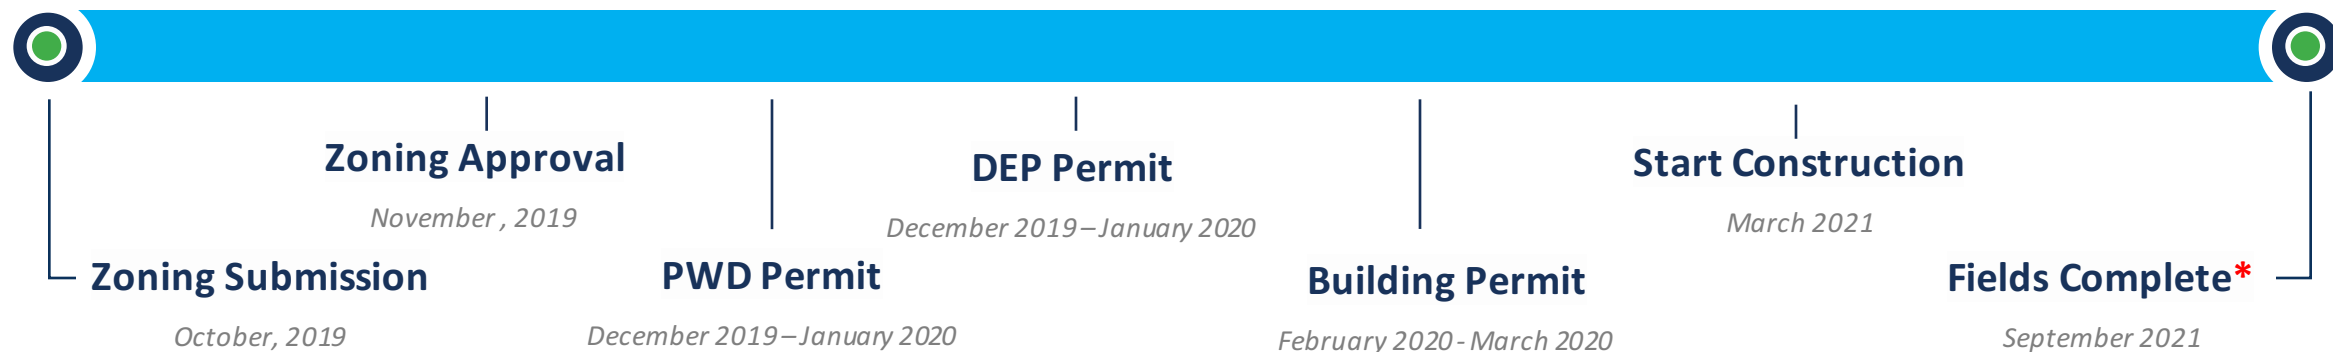 Zoning Submission
October, 2019
Zoning Approval
November , 2019
PWD Permit
December 2019–January 2020
DEP Permit
December 2019–January 2020
Building Permit
February 2020 - March 2020
Start Construction
March 2021
Fields Complete*
September 2021